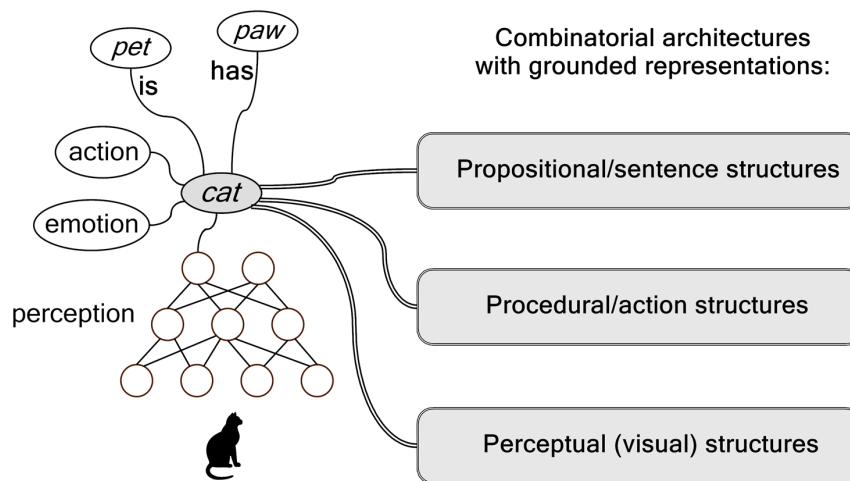 pet
paw
is
has
action
cat
emotion
perception
Combinatorial architectures
with grounded representations:
Propositional/sentence structures
Procedural/action structures
Perceptual (visual) structures